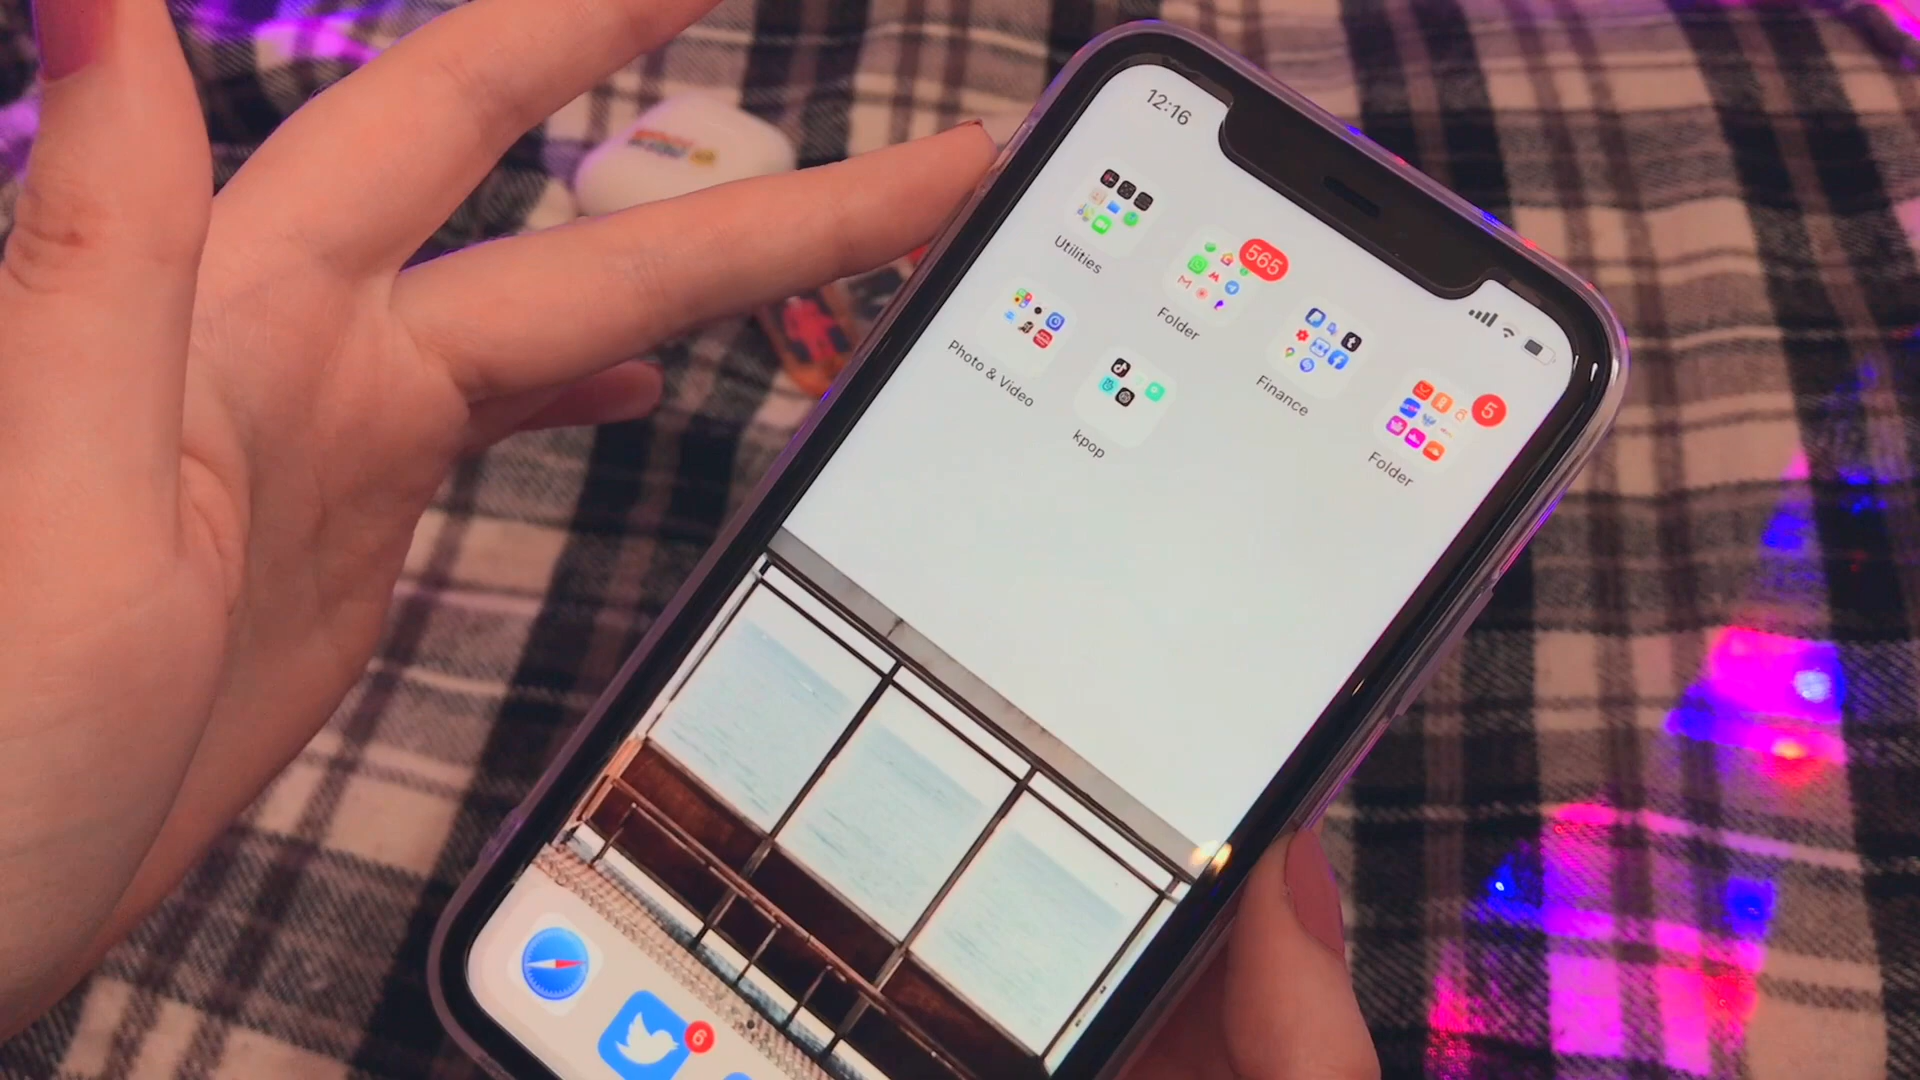 12:16
Utilities
565
Folder
Finance
5
Folder
Photo & Video
kpop
6